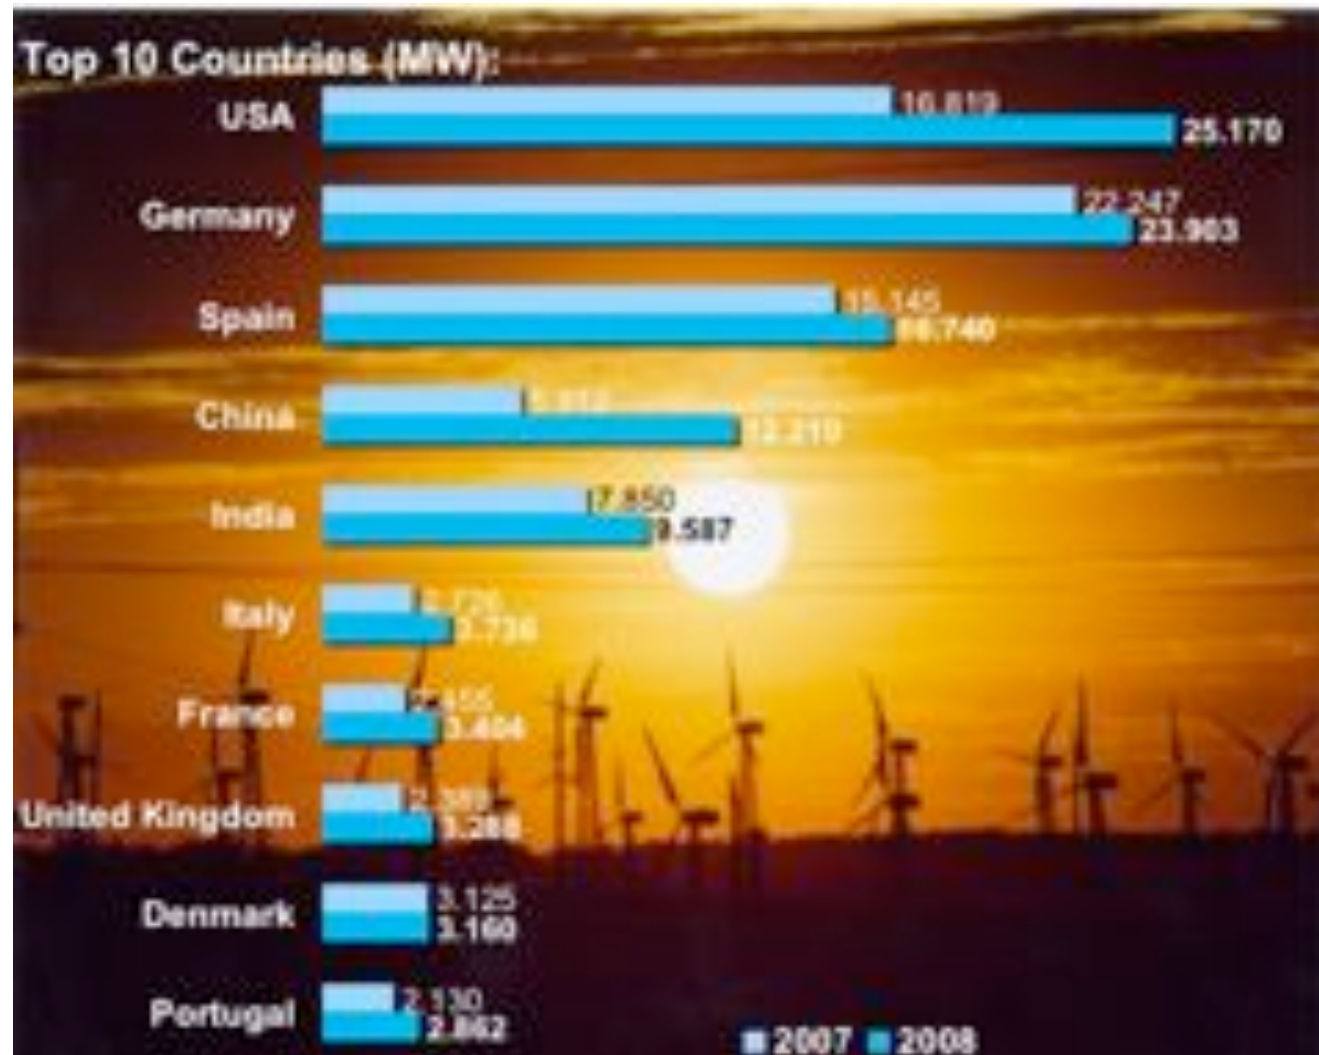 Top 10 Countries (MW):
USA
16.819
25.170
Germany
22.247
23.903
Spain
15.145
16.740
China
12.210
India
7.850
9.587
Italy
3.736
France
3.404
United Kingdom
3.288
Denmark
3.125
3.160
Portugal
2.130
2.862
2007 2008